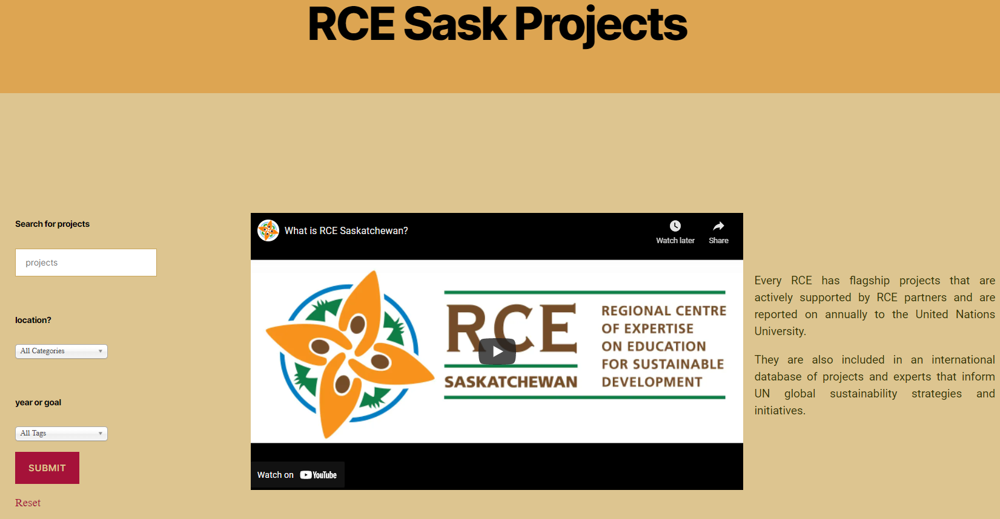 RCE Sask Projects
Search for projects
projects
location?
All Categories
year or goal
All Tags
SUBMIT
Reset
What is RCE Saskatchewan?
Watch later
Share
RCE
SASKATCHEWAN
REGIONAL CENTRE
OF EXPERTISE
ON EDUCATION
FOR SUSTAINABLE
DEVELOPMENT
Watch on YouTube
Every RCE has flagship projects that are
actively supported by RCE partners and are
reported on annually to the United Nations
University.
They are also included in an international
database of projects and experts that inform
UN global sustainability strategies and
initiatives.